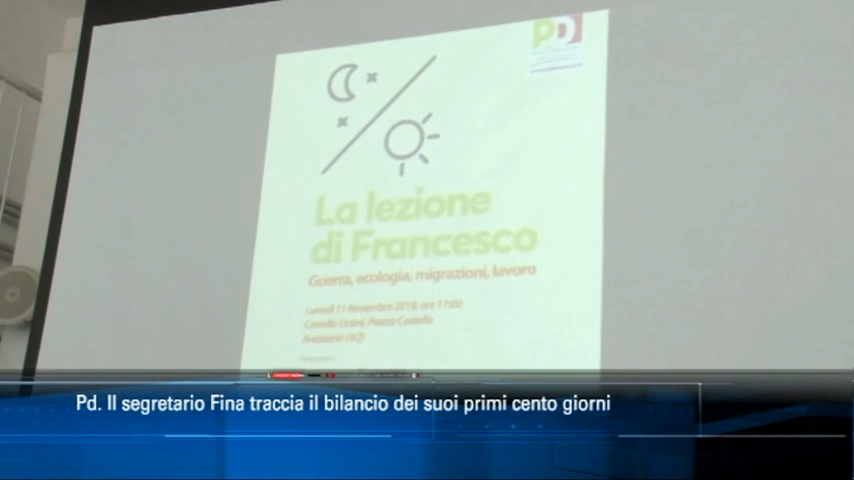 PD
La lezione
di Francesco
Guerra, ecologia, migrazioni, lavoro
Lunedì 11 Novembre 2019, ore 17:00
Castello Orsini, Piazza Castello
Avezzano (AQ)
Pd. Il segretario Fina traccia il bilancio dei suoi primi cento giorni